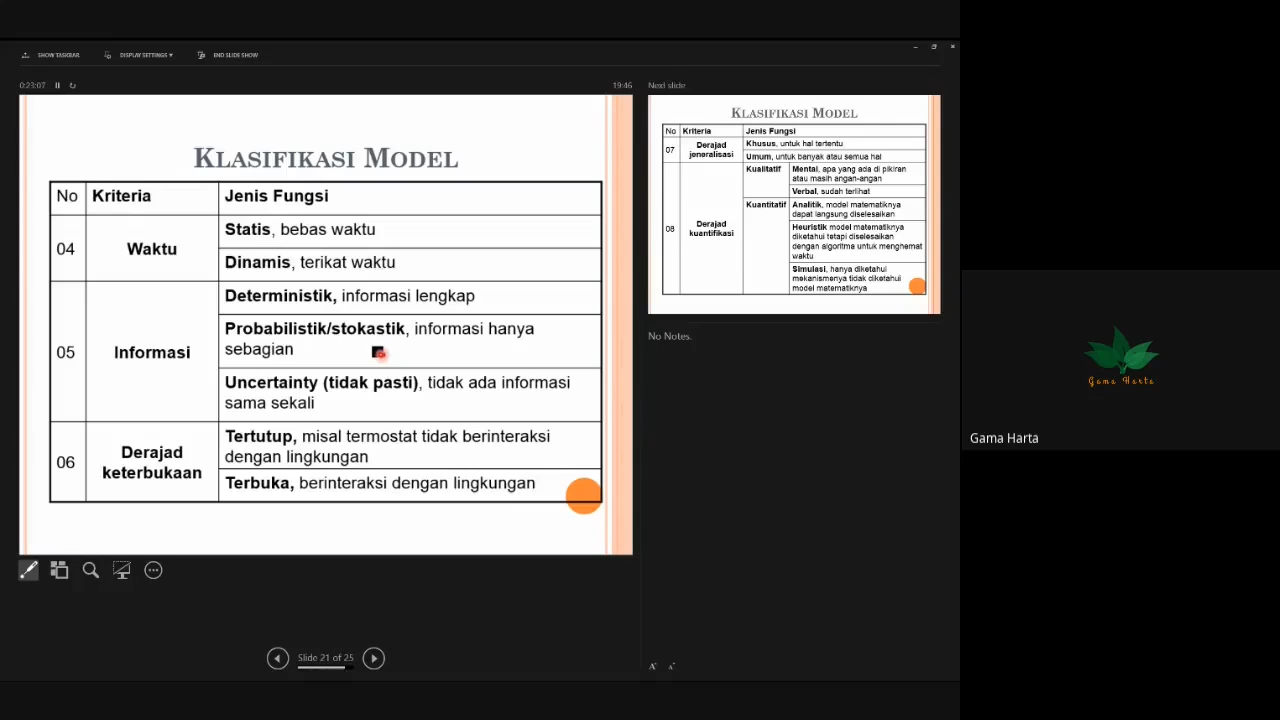 SHOW TASKBAR
DISPLAY SETTINGS ▾
END SLIDE SHOW
0:23:07
19:46
KLASIFIKASI MODEL
No Kriteria Jenis Fungsi
04 Waktu
Statis, bebas waktu
Dinamis, terikat waktu
05 Informasi
Deterministik, informasi lengkap
Probabilistik/stokastik, informasi hanya
sebagian
Uncertainty (tidak pasti), tidak ada informasi
sama sekali
06 Derajad
keterbukaan
Tertutup, misal termostat tidak berinteraksi
dengan lingkungan
Terbuka, berinteraksi dengan lingkungan
Slide 21 of 25
Next slide
KLASIFIKASI MODEL
No Kriteria Jenis Fungsi
07 Derajad
jeneralisasi
Khusus, untuk hal tertentu
Umum, untuk banyak atau semua hal
08 Derajad
kuantifikasi
Kualitatif
Mental, apa yang ada di pikiran
atau masih angan-angan
Verbal, sudah terlihat
Kuantitatif
Analitik, model matematiknya
dapat langsung diselesaikan
Heuristik model matematiknya
diketahui tetapi diselesaikan
dengan algoritma untuk menghemat
waktu
Simulasi, hanya diketahui
mekanismenya tidak diketahui
model matematiknya
No Notes.
A A
Gama Harta
Gama Harta